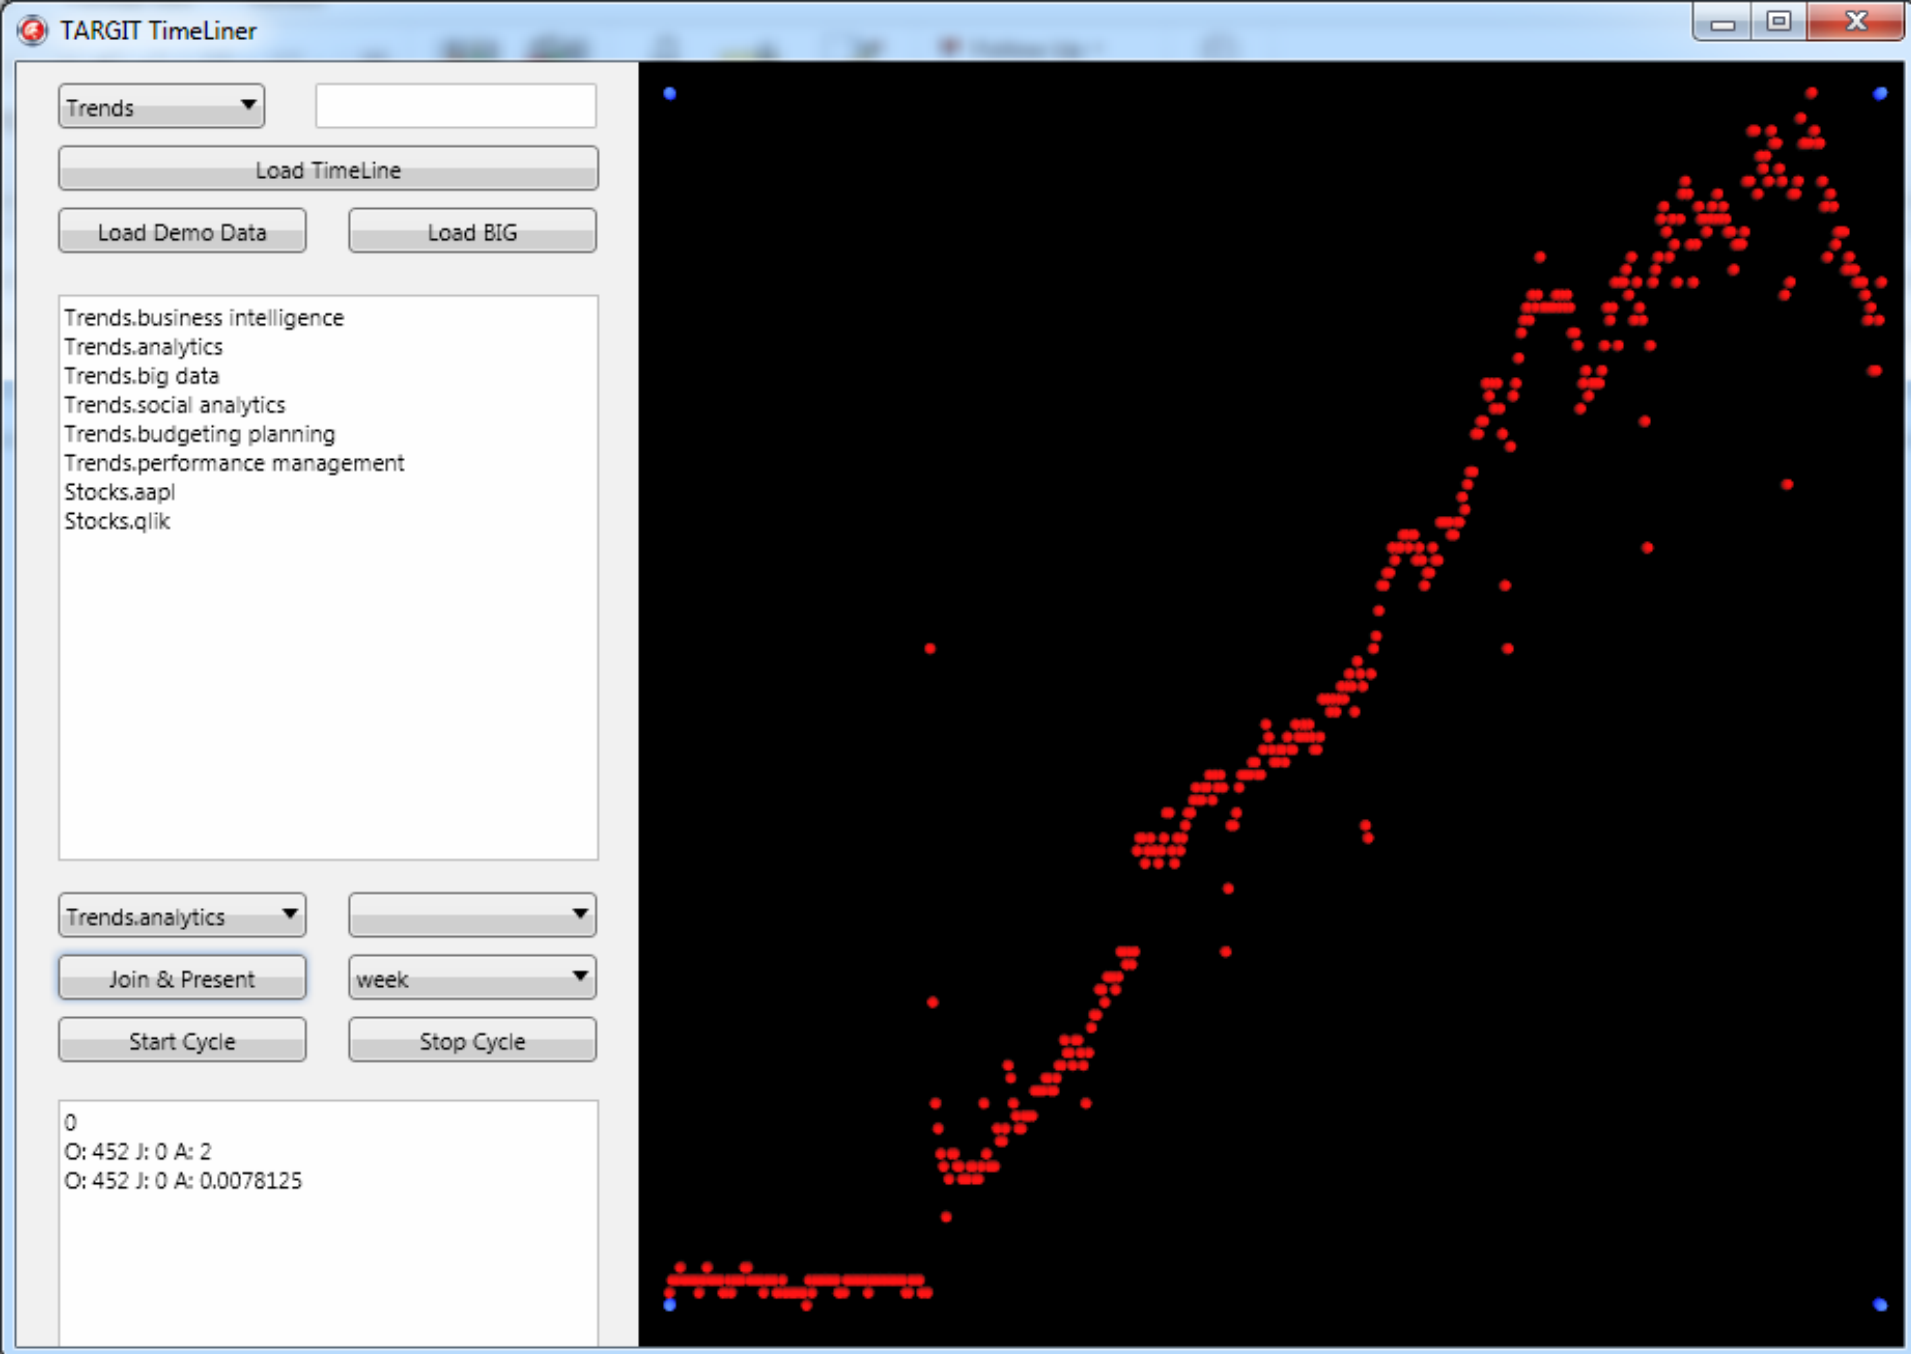 TARGIT TimeLiner
Trends
Load TimeLine
Load Demo Data
Load BIG
Trends.business intelligence
Trends.analytics
Trends.big data
Trends.social analytics
Trends.budgeting planning
Trends.performance management
Stocks.aapl
Stocks.qlik
Trends.analytics
Join & Present
week
Start Cycle
Stop Cycle
0
O: 452 J: 0 A: 2
O: 452 J: 0 A: 0.0078125